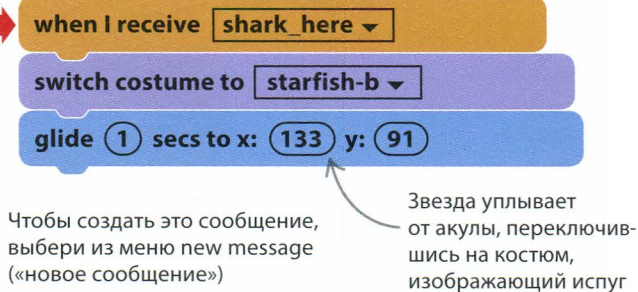 when I receive shark_here
switch costume to starfish-b
glide 1 secs to x: 133 y: 91
Чтобы создать это сообщение,
выбери из меню new message
(«новое сообщение»)
Звезда уплывает
от акулы, переключив-
шись на костюм,
изображающий испуг